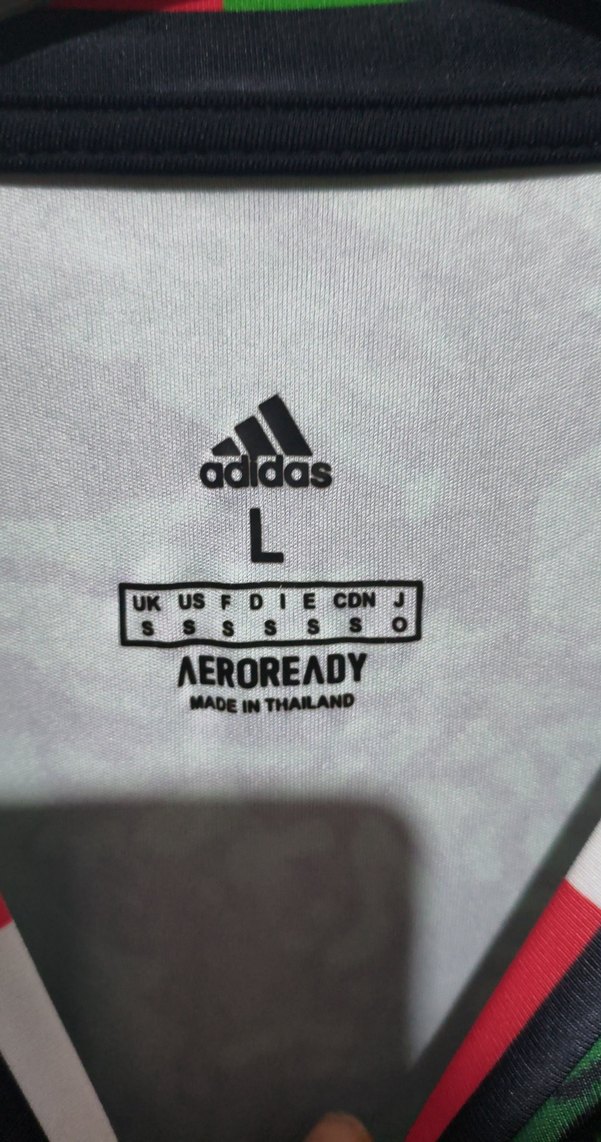 adidas
L
UK US F D I E CDN J
S S S S S S O
AEROREADY
MADE IN THAILAND